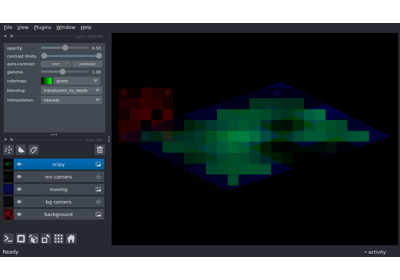 File View Plugins Window Help
opacity: 0.50
contrast limits:
auto-contrast: once continuous
gamma: 1.00
colormap: green
blending: translucent_no_depth
interpolation: nearest
scipy
mv corners
moving
bg corners
background
Ready
activity